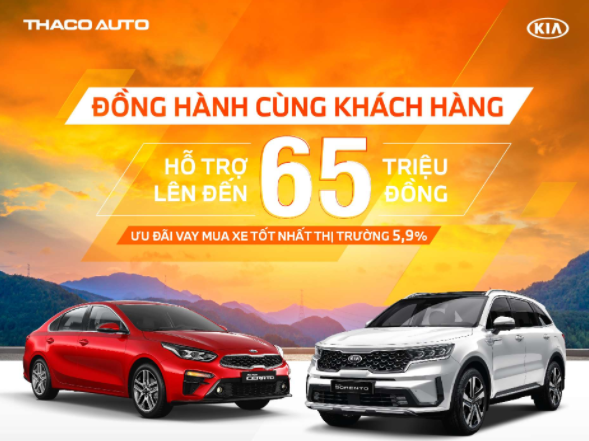 THACO AUTO
KIA
ĐỒNG HÀNH CÙNG KHÁCH HÀNG
HỖ TRỢ
LÊN ĐẾN
65
TRIỆU
ĐỒNG
ƯU ĐÃI VAY MUA XE TỐT NHẤT THỊ TRƯỜNG 5,9%
CERATO
SORENTO